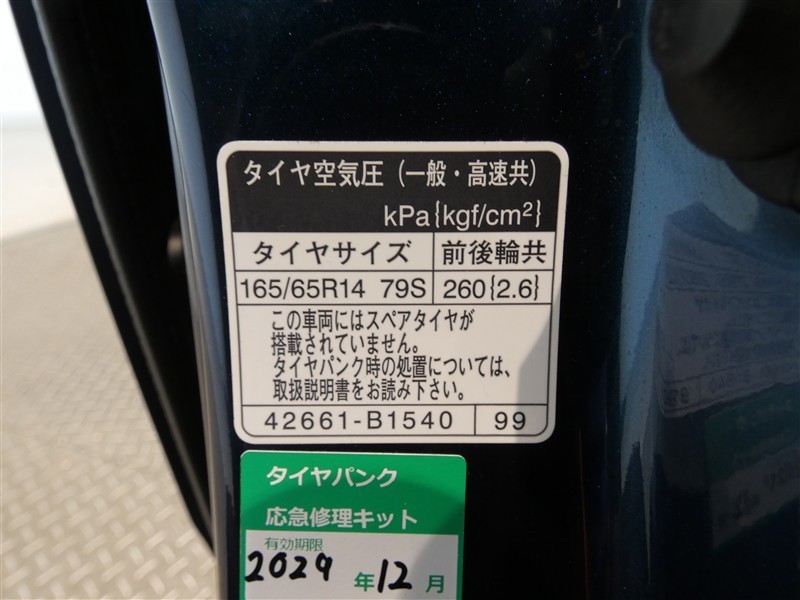 タイヤ空気圧（一般・高速共）
kPa{kgf/cm²}
タイヤサイズ 前後輪共
165/65R14 79S 260{2.6}
この車両にはスペアタイヤが
搭載されていません。
タイヤパンク時の処置については、
取扱説明書をお読み下さい。
42661-B1540 99
タイヤパンク
応急修理キット
有効期限
2029 年 12 月